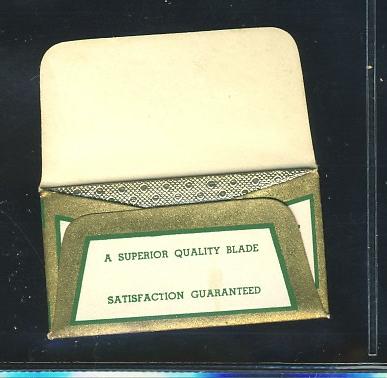 A SUPERIOR QUALITY BLADE
SATISFACTION GUARANTEED